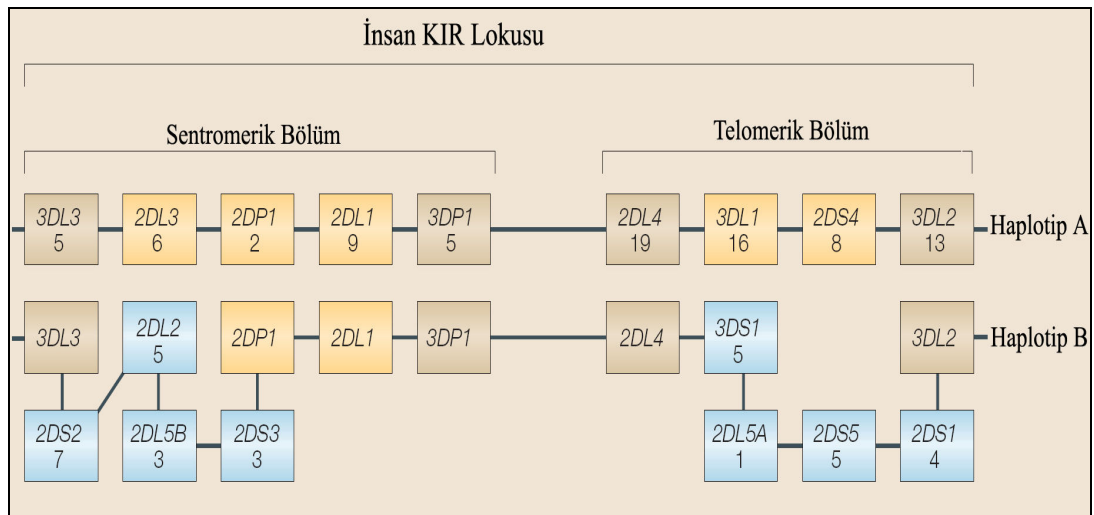 İnsan KIR Lokusu
Sentromerik Bölüm
Telomerik Bölüm
3DL3 2DL3 2DP1 2DL1 3DP1 2DL4 3DL1 2DS4 3DL2
5 6 2 9 5 19 16 8 13
Haplotip A
3DL3 2DL2 2DP1 2DL1 3DP1 2DL4 3DS1 3DL2
5 5
Haplotip B
2DS2 2DL5B 2DS3 2DL5A 2DS5 2DS1
7 3 3 1 5 4